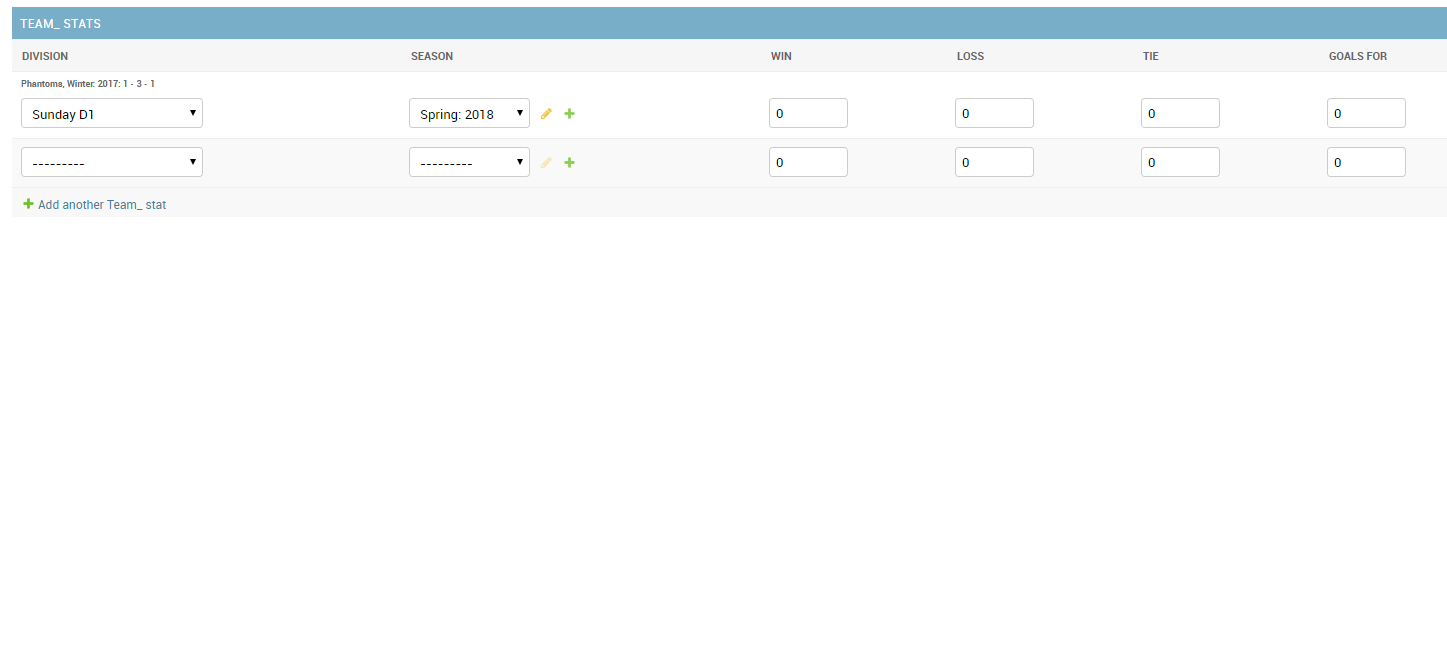 TEAM_ STATS
DIVISION SEASON WIN LOSS TIE GOALS FOR
Phantoms, Winter: 2017: 1 - 3 - 1
Sunday D1 Spring: 2018 0 0 0 0
--------- --------- 0 0 0 0
Add another Team_ stat